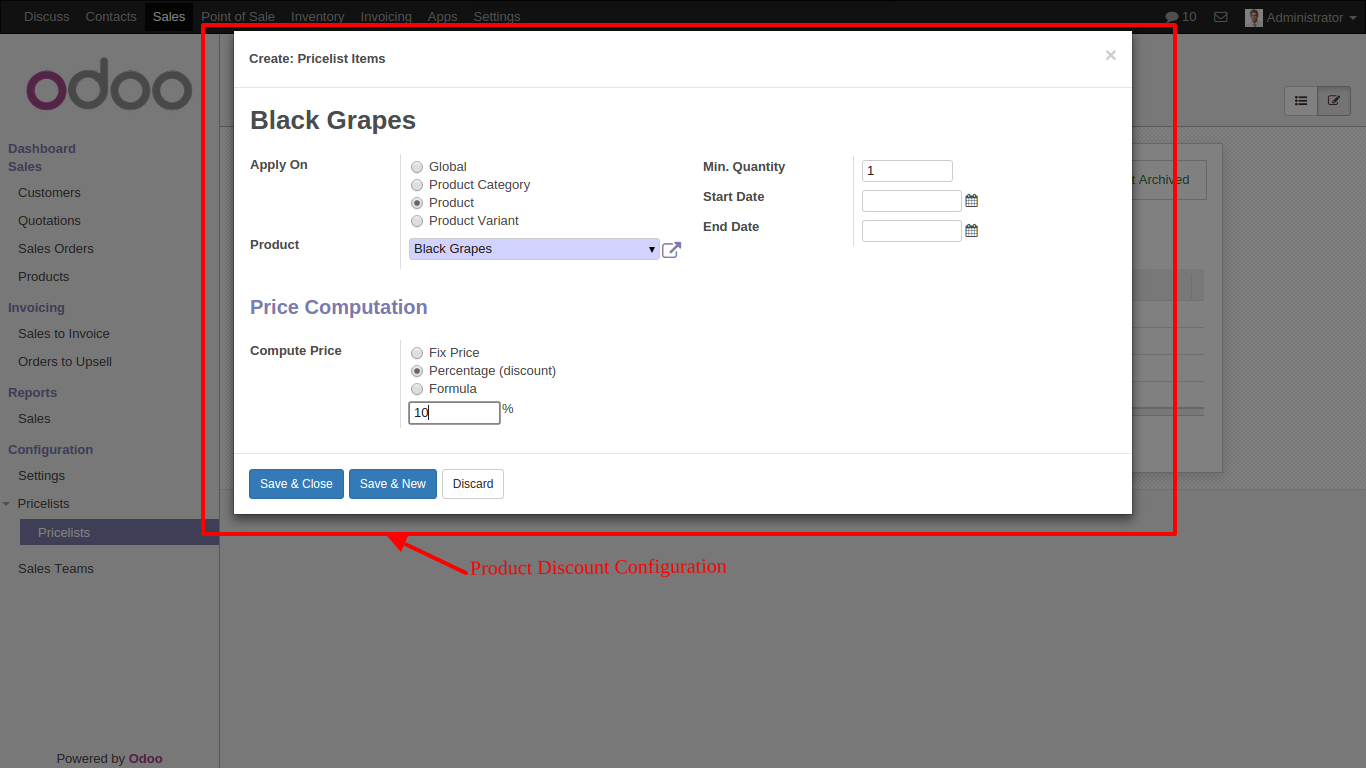 Discuss Contacts Sales Point of Sale Inventory Invoicing Apps Settings 10 Administrator
odoo
Dashboard
Sales
Customers
Quotations
Sales Orders
Products
Invoicing
Sales to Invoice
Orders to Upsell
Reports
Sales
Configuration
Settings
Pricelists
Pricelists
Sales Teams
Powered by Odoo
Create: Pricelist Items ×
Black Grapes
Apply On
Global
Product Category
Product
Product Variant
Product Black Grapes
Min. Quantity 1
Start Date
End Date
Archived
Price Computation
Compute Price
Fix Price
Percentage (discount)
Formula
10 %
Save & Close Save & New Discard
Product Discount Configuration